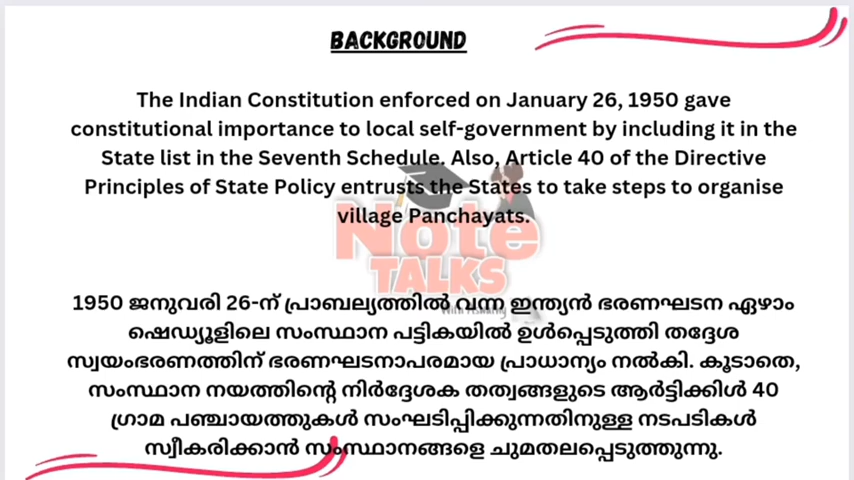 BACKGROUND
The Indian Constitution enforced on January 26, 1950 gave
constitutional importance to local self-government by including it in the
State list in the Seventh Schedule. Also, Article 40 of the Directive
Principles of State Policy entrusts the States to take steps to organise
village Panchayats.
Note
TALKS
1950 ജനുവരി 26-ന് പ്രാബല്യത്തിൽ വന്ന ഇന്ത്യൻ ഭരണഘടന ഏഴാം
ഷെഡ്യൂളിലെ സംസ്ഥാന പട്ടികയിൽ ഉൾപ്പെടുത്തി തദ്ദേശ
സ്വയംഭരണത്തിന് ഭരണഘടനാപരമായ പ്രാധാന്യം നൽകി. കൂടാതെ,
സംസ്ഥാന നയത്തിന്റെ നിർദ്ദേശക തത്വങ്ങളുടെ ആർട്ടിക്കിൾ 40
ഗ്രാമ പഞ്ചായത്തുകൾ സംഘടിപ്പിക്കുന്നതിനുള്ള നടപടികൾ
സ്വീകരിക്കാൻ സംസ്ഥാനങ്ങളെ ചുമതലപ്പെടുത്തുന്നു.